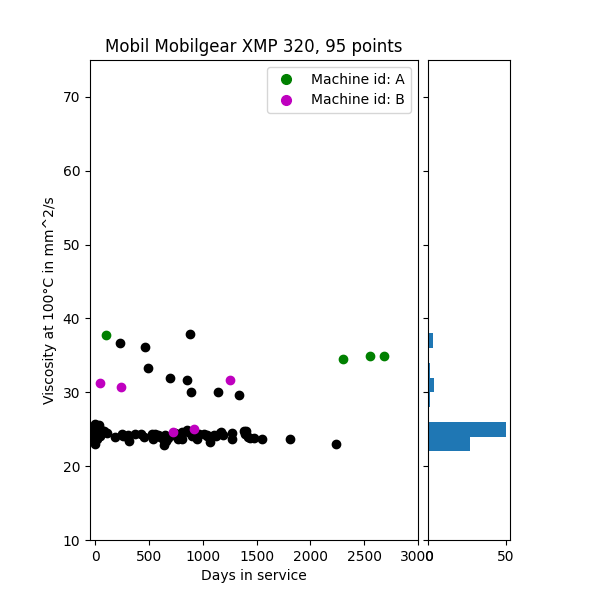 Mobil Mobilgear XMP 320, 95 points
Machine id: A
Machine id: B
Viscosity at 100°C in mm^2/s
70
60
50
40
30
20
10
0 500 1000 1500 2000 2500 3000
0 50
Days in service